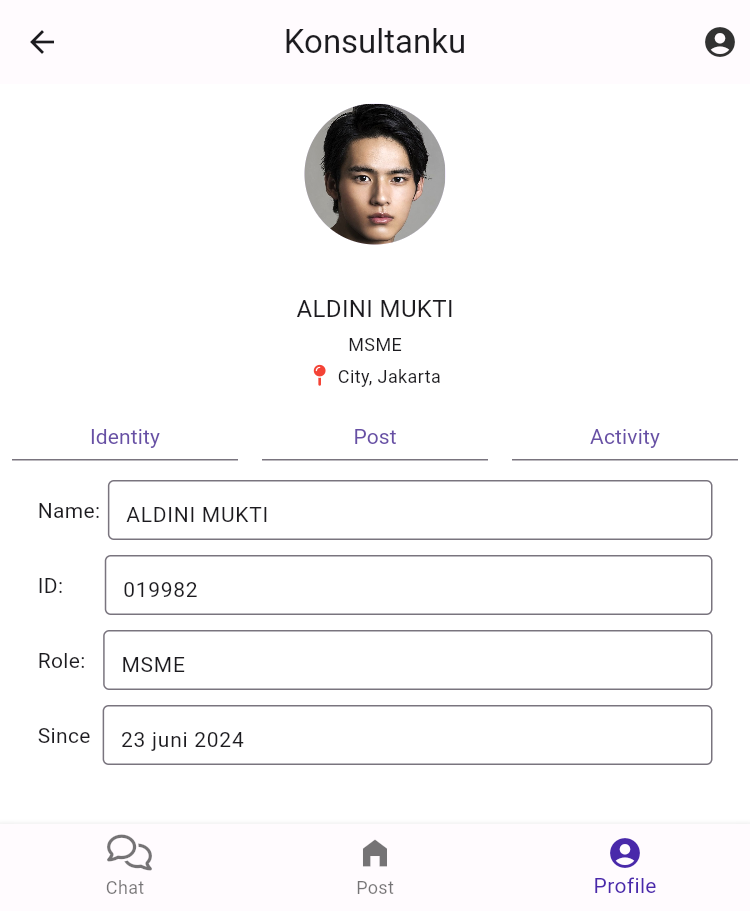 Konsultanku
ALDINI MUKTI
MSME
City, Jakarta
Identity Post Activity
Name: ALDINI MUKTI
ID: 019982
Role: MSME
Since 23 juni 2024
Chat Post Profile